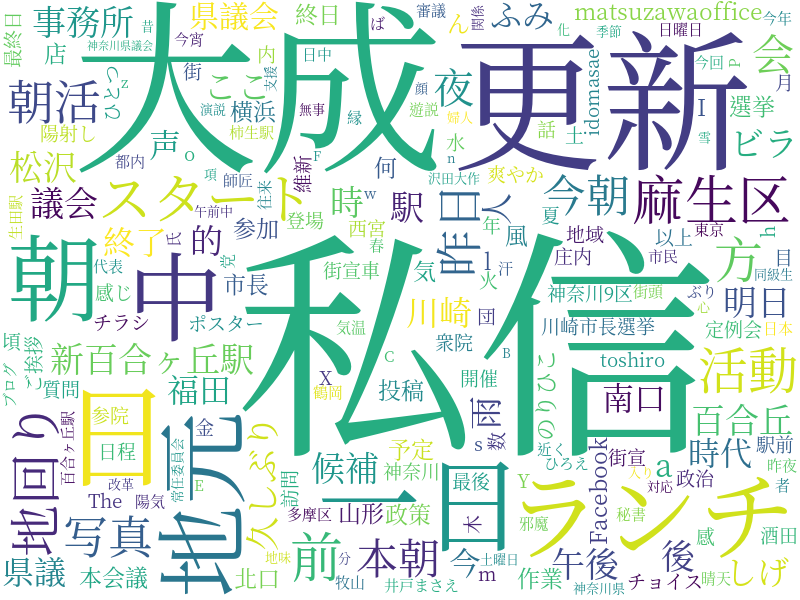 大成
更新
私信
朝
中
日
地元
ランチ
一
事務所
県議会
終日
ふみ
matsuzawaoffice
今年
日曜日
審議
関係
化
昔
神奈川県議会
今宵
ば
最終日
店
ん
内
日中
支援
顔
季節
今回
P
会
月
街
z
朝活
ここ
夜
idomasae
I
選挙
ビラ
陽射し
声
横浜
演説
遊説
無事
婦人
雪
縁
柿生駅
水
話
土
松沢
o
都内
F
何
n
爽やか
沢田大作
生田駅
スタート
項
師匠
往来
維新
w
議会
午前中
時
駅
昨日
人
今朝
麻生区
終了
的
参加
登場
西宮
年
夏
風
地域
以上
東京
h
目
氏
党
春
街宣車
気
l
火
庄内
市民
同級生
代表
感じ
市長
汗
神奈川9区
街頭
ぶり
心
方
明日
日本
チラシ
ポスター
気温
川崎
団
川崎市長選挙
定例会
新百合ヶ丘駅
C
衆院
B
頃
ご挨拶
ブログ
質問
福田
X
鶴岡
投稿
開催
のりひこ
toshiro
活動
地回り
参院
百合ヶ丘駅
日程
金
久しぶり
雨
数
s
南口
百合丘
候補
予定
近く
ひろえ
a
時代
駅前
昨夜
常任委員会
訪問
神奈川
最後
街宣
Facebook
入り
対応
政治
者
写真
改革
The
陽気
E
多摩区
山形
政策
木
Y
邪魔
秘書
感
酒田
県議
本会議
北口
地味
前
分
牧山
本朝
井戸まさえ
今
土曜日
m
午後
作業
神奈川県
後
チョイス
晴天
しげ